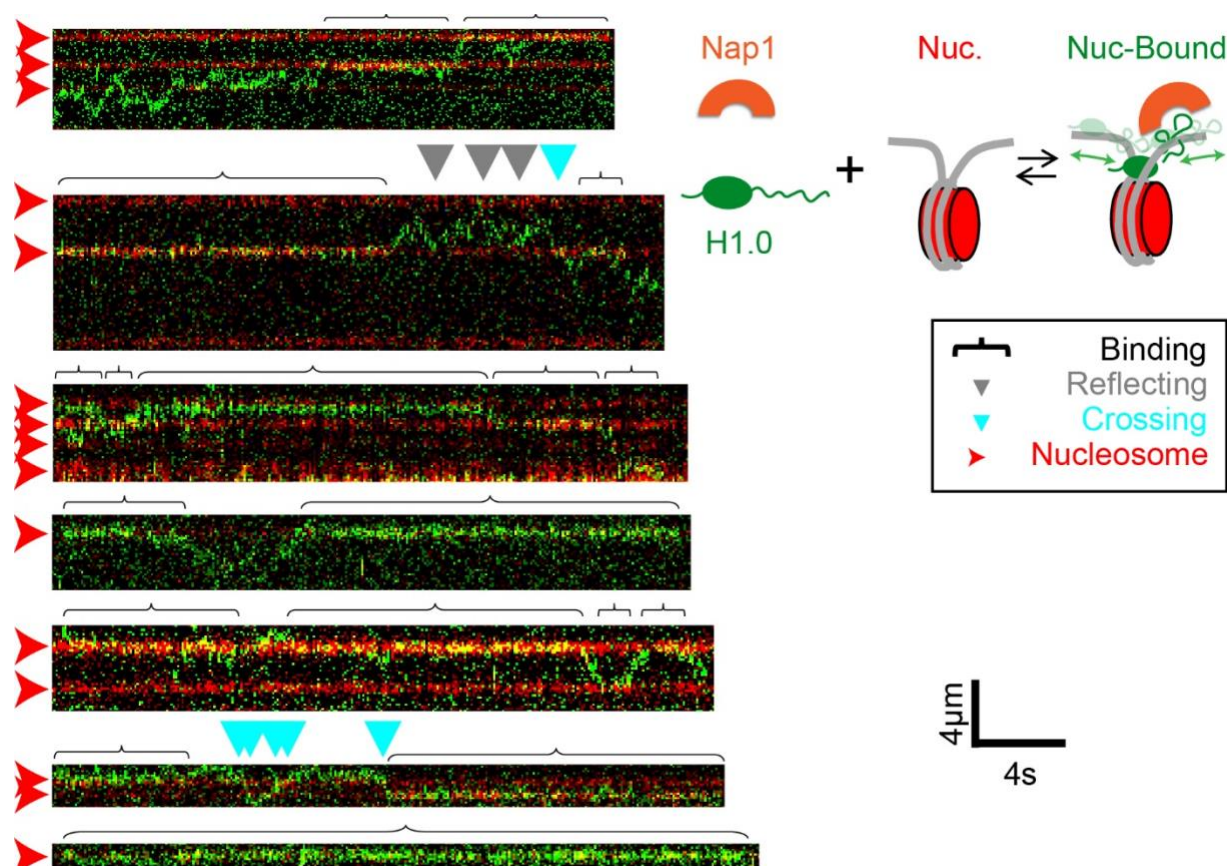 Nap1
Nuc.
Nuc-Bound
+
H1.0
Binding
Reflecting
Crossing
Nucleosome
4μm
4s